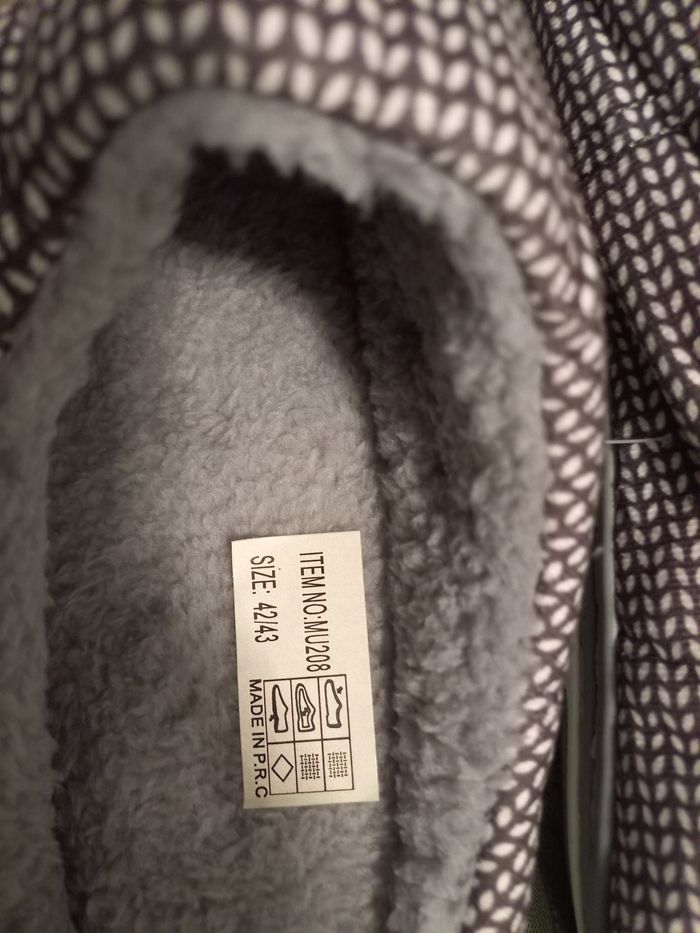 ITEM NO:MU208
SIZE: 42/43
MADE IN P.R.C